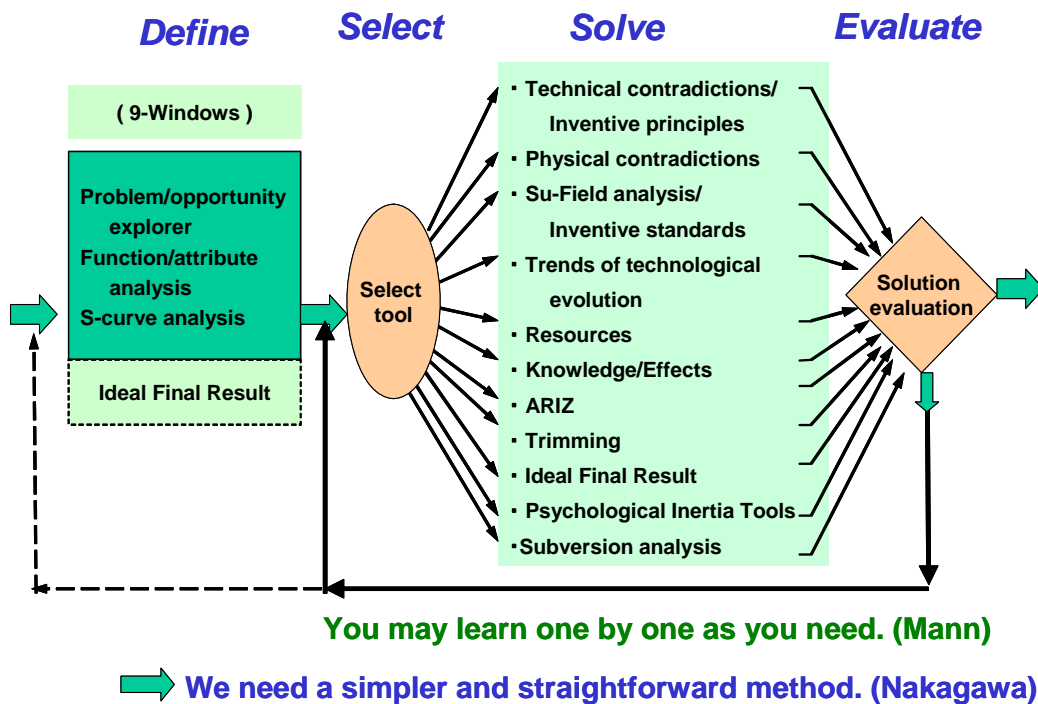 Define Select Solve Evaluate
( 9-Windows )
Problem/opportunity
explorer
Function/attribute
analysis
S-curve analysis
Ideal Final Result
Select
tool
・Technical contradictions/
Inventive principles
・Physical contradictions
・Su-Field analysis/
Inventive standards
・Trends of technological
evolution
・Resources
・Knowledge/Effects
・ARIZ
・Trimming
・Ideal Final Result
・Psychological Inertia Tools
・Subversion analysis
Solution
evaluation
You may learn one by one as you need. (Mann)
We need a simpler and straightforward method. (Nakagawa)